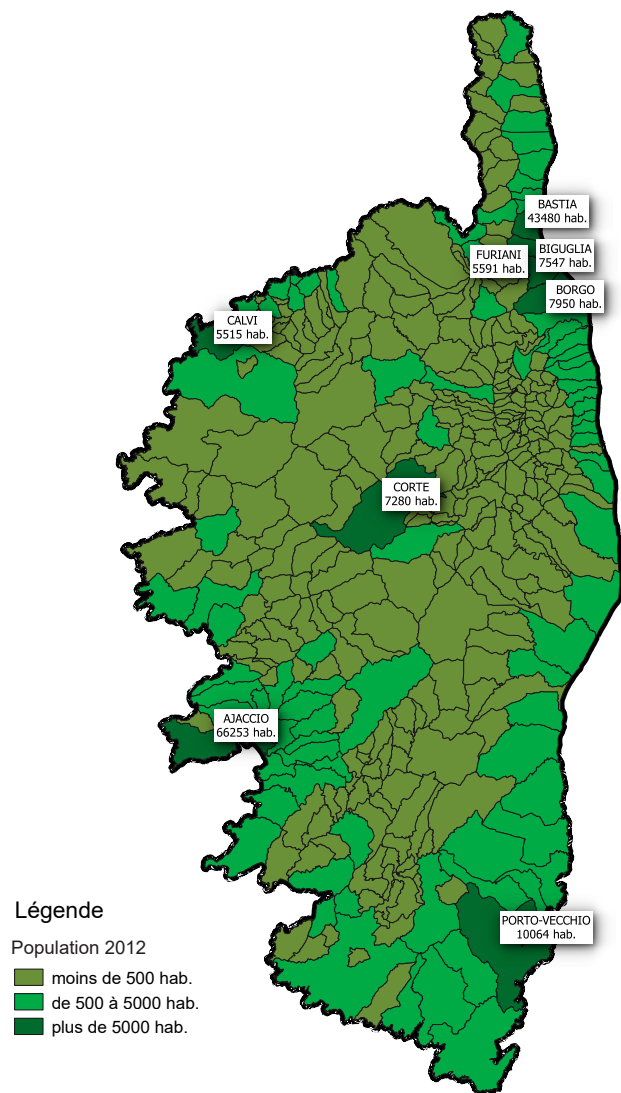 BASTIA
43480 hab.
FURIANI
5591 hab.
BIGUGLIA
7547 hab.
BORGO
7950 hab.
CALVI
5515 hab.
CORTE
7280 hab.
AJACCIO
66253 hab.
PORTO-VECCHIO
10064 hab.
Légende
Population 2012
moins de 500 hab.
de 500 à 5000 hab.
plus de 5000 hab.